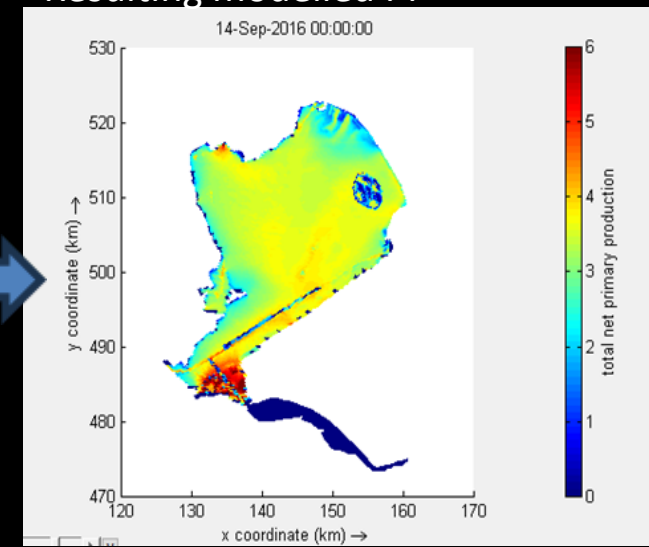 14-Sep-2016 00:00:00
530
520
510
500
490
480
470
120 130 140 150 160 170
x coordinate (km) →
y coordinate (km) →
6
5
4
3
2
1
0
total net primary production